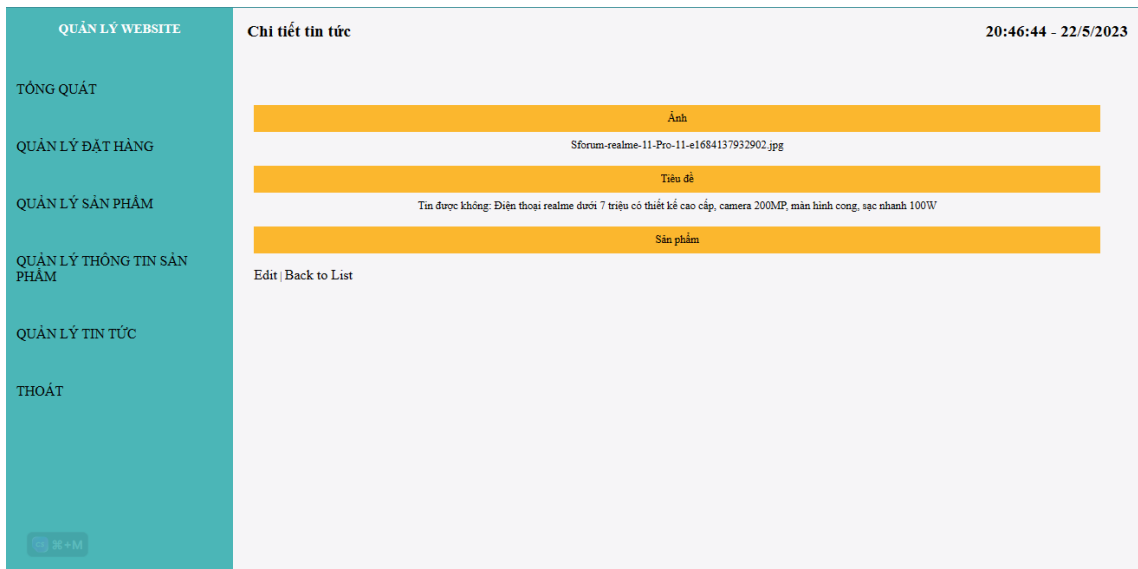 QUẢN LÝ WEBSITE
Chi tiết tin tức
20:46:44 - 22/5/2023
TỔNG QUÁT
QUẢN LÝ ĐẶT HÀNG
QUẢN LÝ SẢN PHẨM
QUẢN LÝ THÔNG TIN SẢN
PHẨM
QUẢN LÝ TIN TỨC
THOÁT
Ảnh
Sforum-realme-11-Pro-11-e1684137932902.jpg
Tiêu đề
Tin được không: Điện thoại realme dưới 7 triệu có thiết kế cao cấp, camera 200MP, màn hình cong, sạc nhanh 100W
Sản phẩm
Edit | Back to List
⌘+M